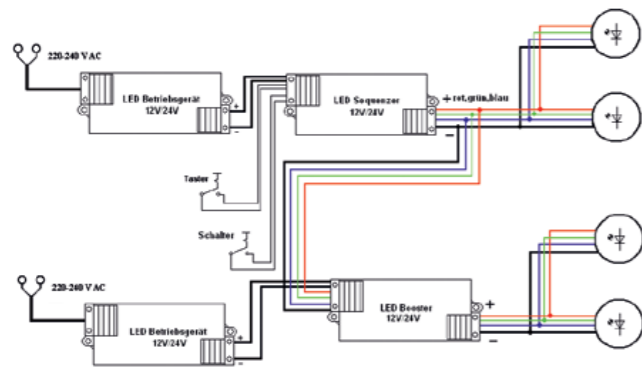 220-240 VAC
LED Betriebsgerät
12V/24V
+
-
LED Sequenzer
12V/24V
+ rot,grün,blau
-
Taster
Schalter
220-240 VAC
LED Betriebsgerät
12V/24V
+
-
LED Booster
12V/24V
+
-